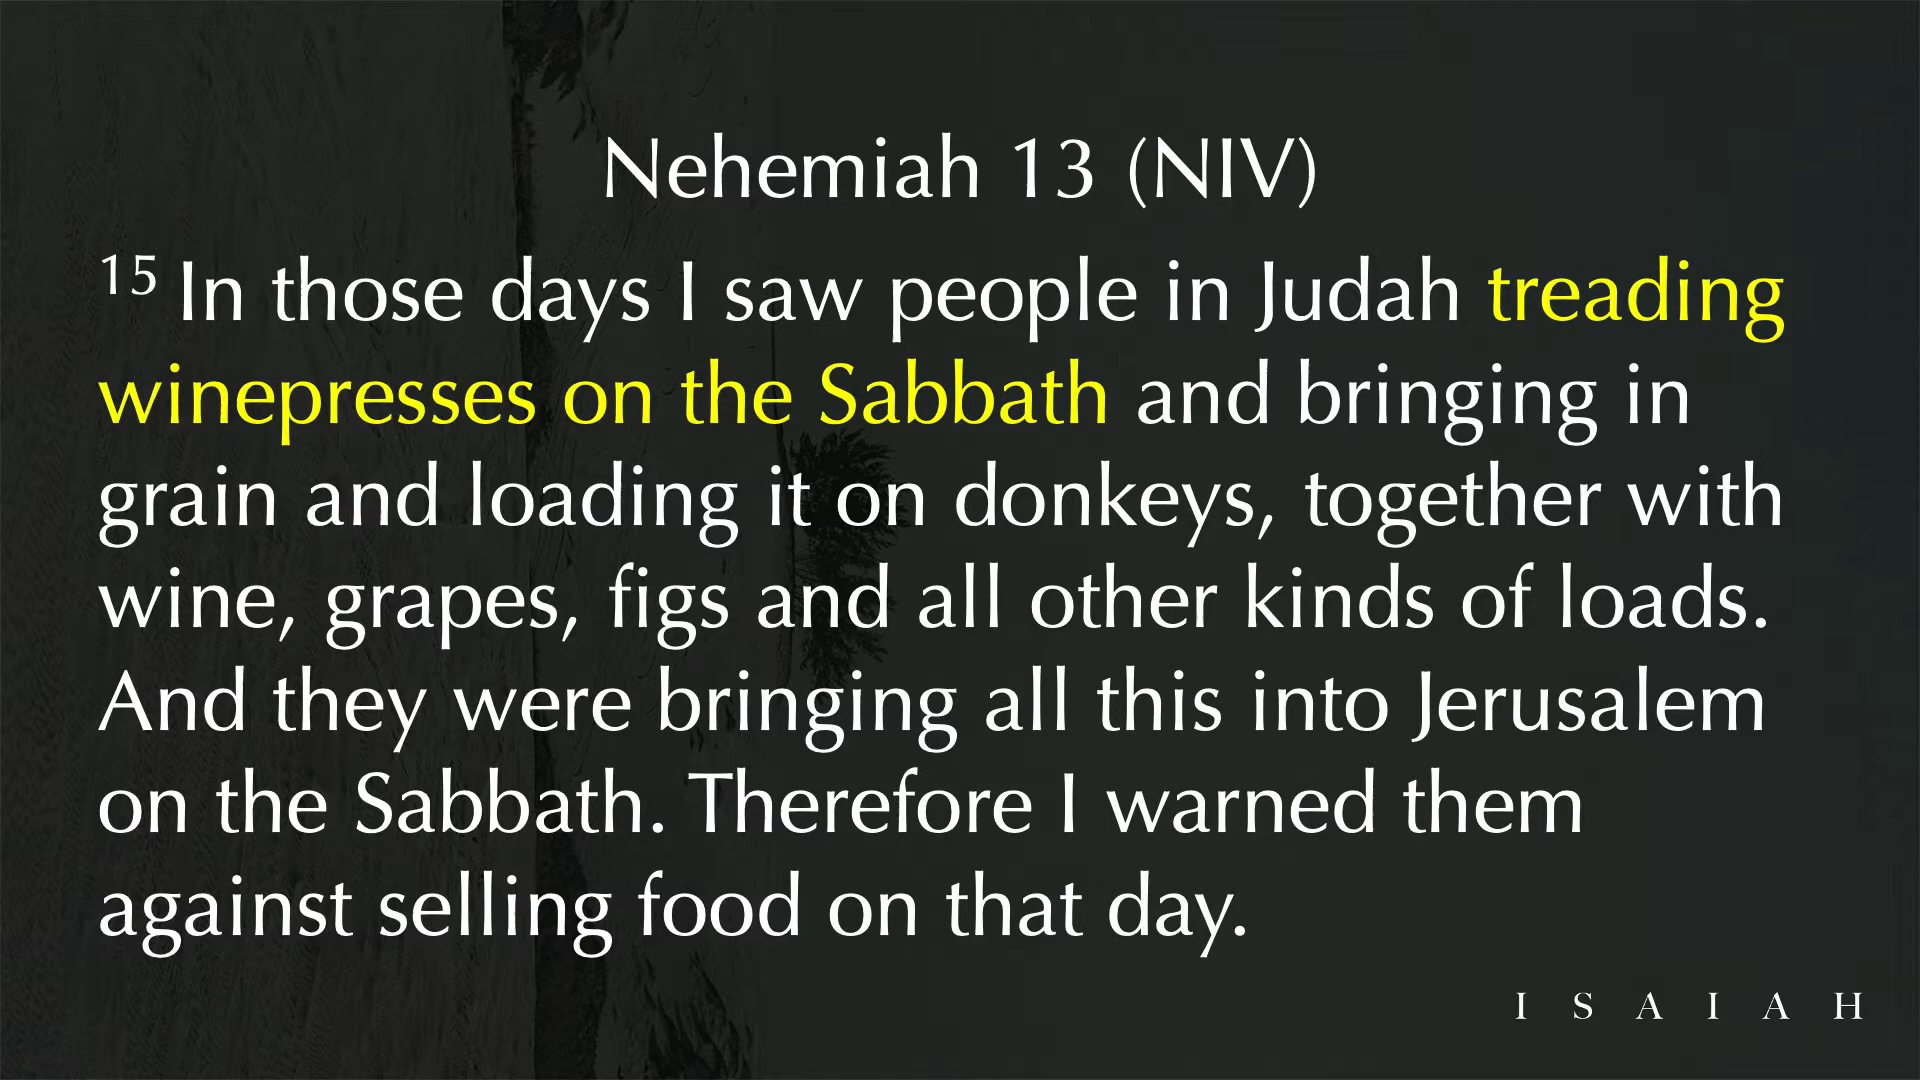 Nehemiah 13 (NIV)
15 In those days I saw people in Judah treading
winepresses on the Sabbath and bringing in
grain and loading it on donkeys, together with
wine, grapes, figs and all other kinds of loads.
And they were bringing all this into Jerusalem
on the Sabbath. Therefore I warned them
against selling food on that day.
ISAIAH